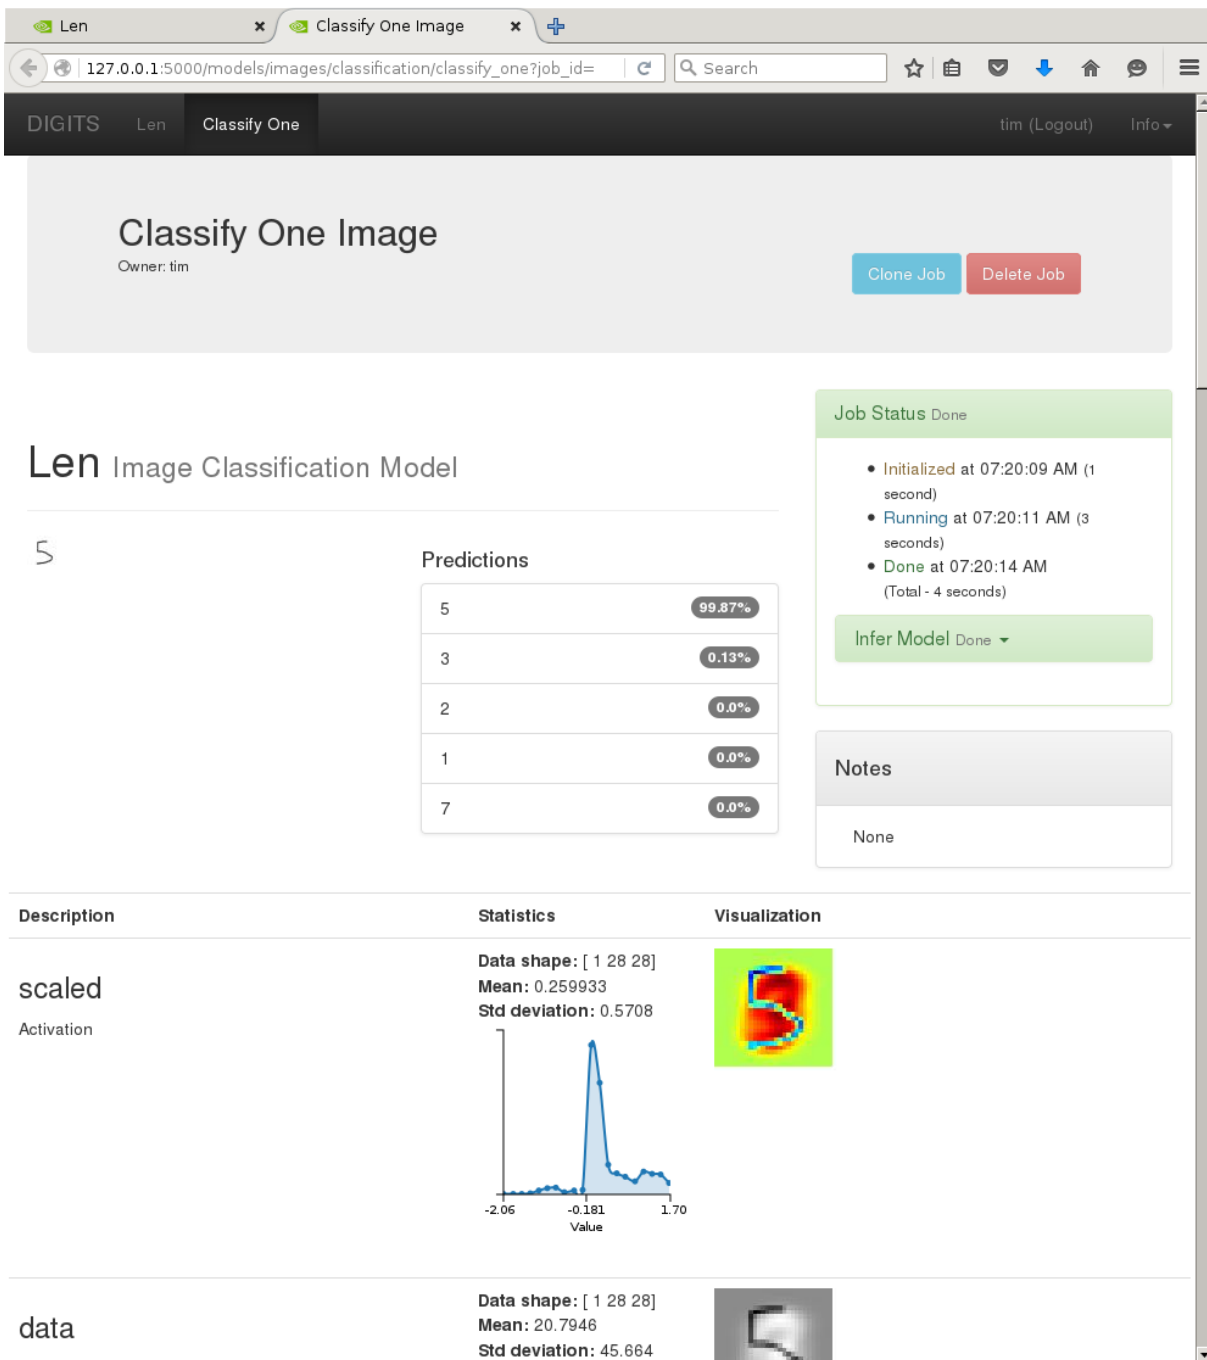 Len
Classify One Image
127.0.0.1:5000/models/images/classification/classify_one?job_id=
Search
DIGITS Len Classify One tim (Logout) Info
Classify One Image
Owner: tim
Clone Job Delete Job
Len Image Classification Model
5
Predictions
5 99.87%
3 0.13%
2 0.0%
1 0.0%
7 0.0%
Job Status Done
Initialized at 07:20:09 AM (1
second)
Running at 07:20:11 AM (3
seconds)
Done at 07:20:14 AM
(Total - 4 seconds)
Infer Model Done
Notes
None
Description Statistics Visualization
scaled
Activation
Data shape: [ 1 28 28]
Mean: 0.259933
Std deviation: 0.5708
-2.06 -0.181 1.70
Value
5
data
Data shape: [ 1 28 28]
Mean: 20.7946
Std deviation: 45.664
5